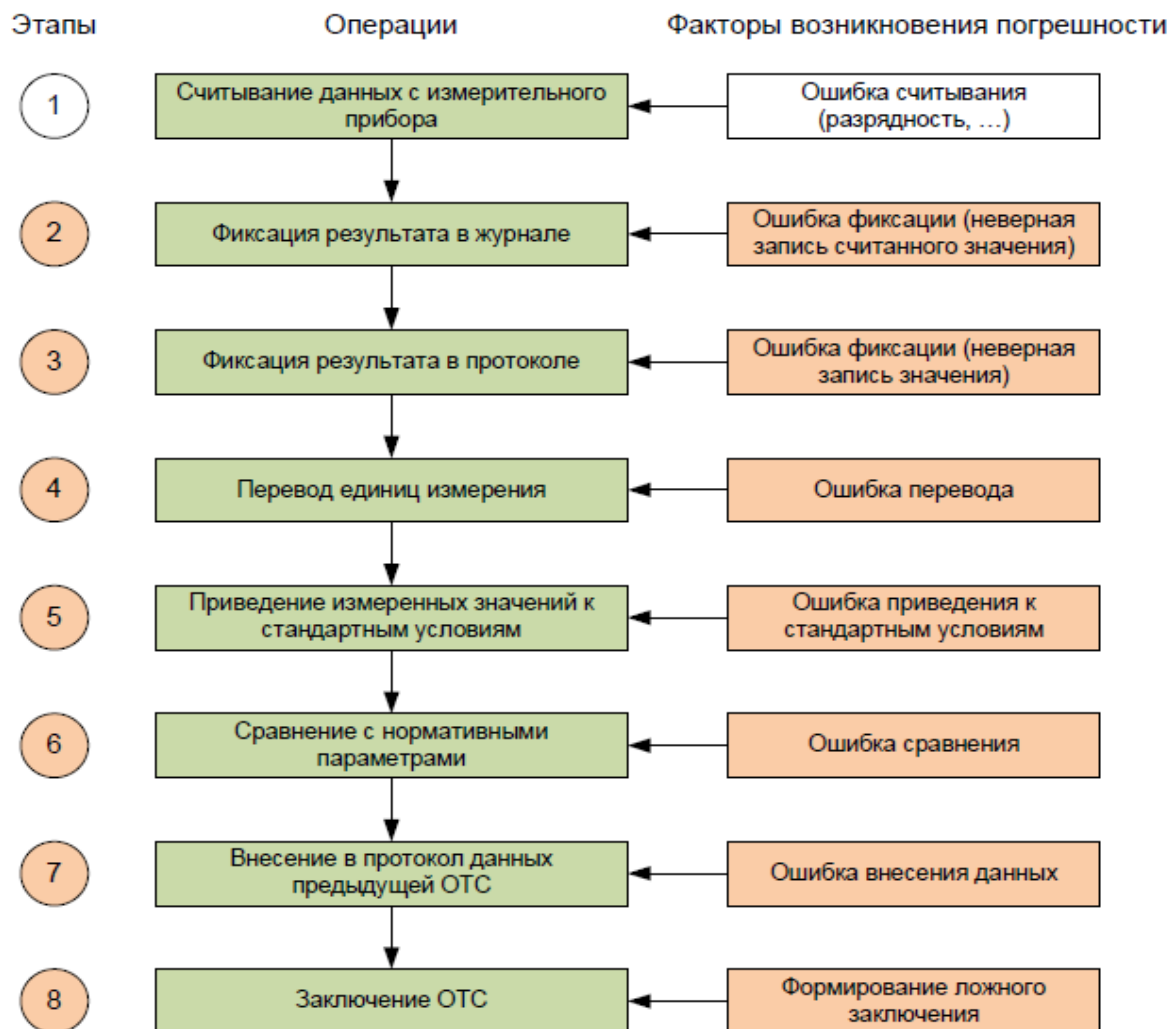 Этапы Операции Факторы возникновения погрешности
1
Считывание данных с измерительного
прибора
Ошибка считывания
(разрядность, …)
2
Фиксация результата в журнале
Ошибка фиксации (неверная
запись считанного значения)
3
Фиксация результата в протоколе
Ошибка фиксации (неверная
запись значения)
4
Перевод единиц измерения
Ошибка перевода
5
Приведение измеренных значений к
стандартным условиям
Ошибка приведения к
стандартным условиям
6
Сравнение с нормативными
параметрами
Ошибка сравнения
7
Внесение в протокол данных
предыдущей ОТС
Ошибка внесения данных
8
Заключение ОТС
Формирование ложного
заключения